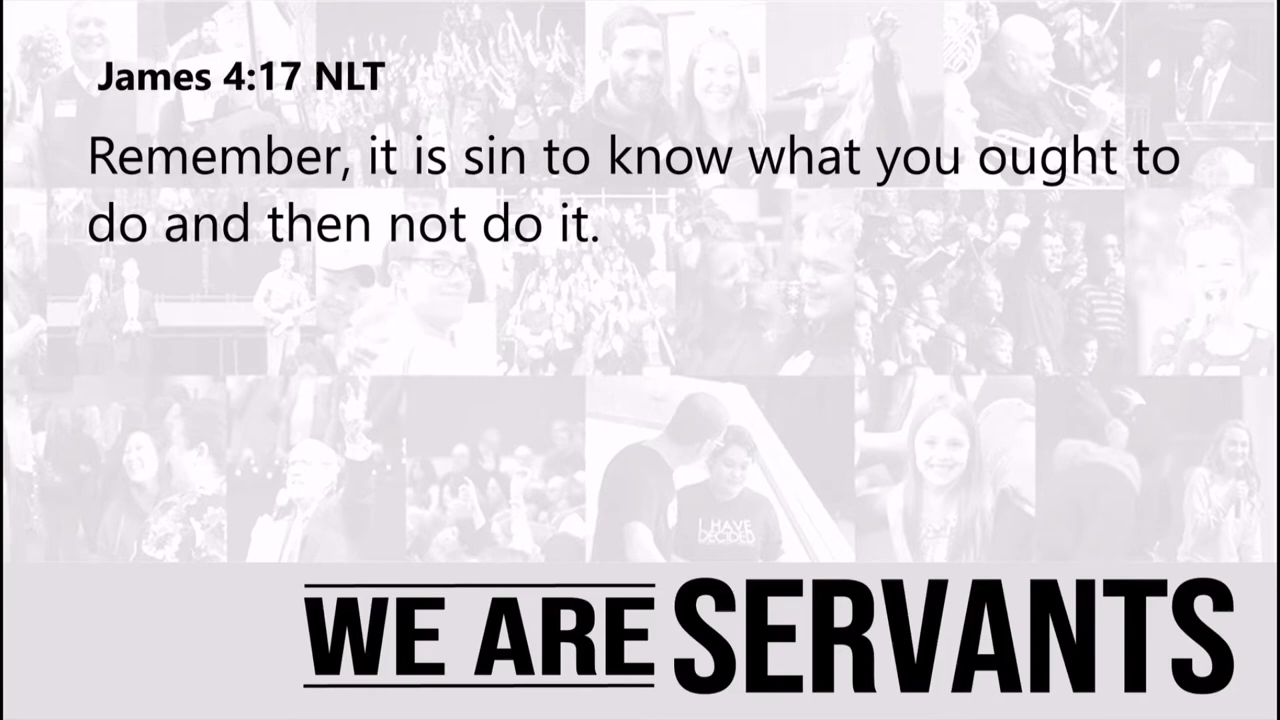 James 4:17 NLT
Remember, it is sin to know what you ought to
do and then not do it.
I HAVE
DECIDED
WE ARE SERVANTS